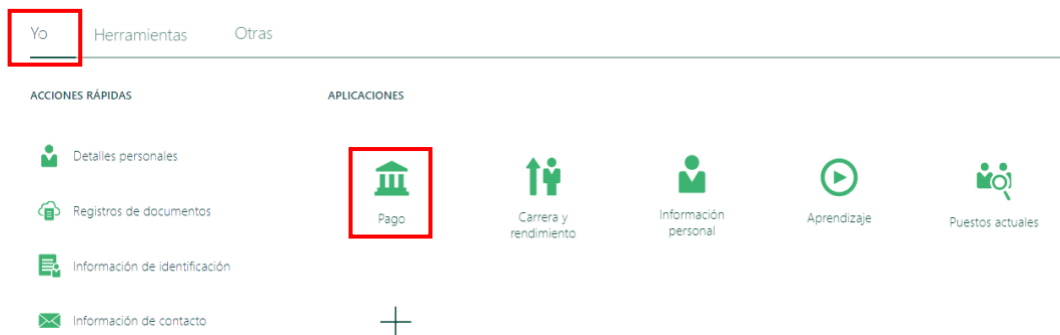 Yo Herramientas Otras
ACCIONES RÁPIDAS
Detalles personales
Registros de documentos
Información de identificación
Información de contacto
APLICACIONES
Pago
Carrera y
rendimiento
Información
personal
Aprendizaje
Puestos actuales